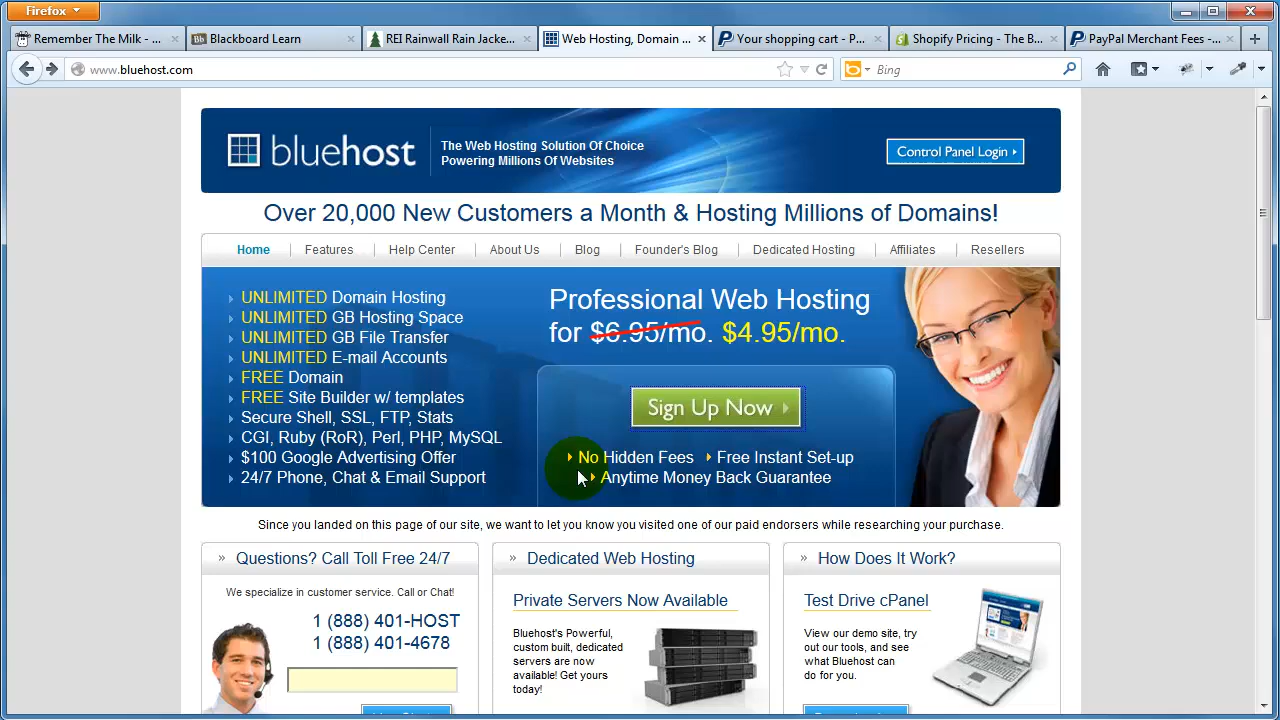 Firefox
Remember The Milk - ...
Blackboard Learn
REI Rainwall Rain Jacke...
Web Hosting, Domain ...
Your shopping cart - P...
Shopify Pricing - The B...
PayPal Merchant Fees -...
www.bluehost.com
Bing
bluehost
The Web Hosting Solution Of Choice
Powering Millions Of Websites
Control Panel Login
Over 20,000 New Customers a Month & Hosting Millions of Domains!
Home Features Help Center About Us Blog Founder's Blog Dedicated Hosting Affiliates Resellers
UNLIMITED Domain Hosting
UNLIMITED GB Hosting Space
UNLIMITED GB File Transfer
UNLIMITED E-mail Accounts
FREE Domain
FREE Site Builder w/ templates
Secure Shell, SSL, FTP, Stats
CGI, Ruby (RoR), Perl, PHP, MySQL
$100 Google Advertising Offer
24/7 Phone, Chat & Email Support
Professional Web Hosting
for $6.95/mo. $4.95/mo.
Sign Up Now
No Hidden Fees Free Instant Set-up
Anytime Money Back Guarantee
Since you landed on this page of our site, we want to let you know you visited one of our paid endorsers while researching your purchase.
» Questions? Call Toll Free 24/7
We specialize in customer service. Call or Chat!
1 (888) 401-HOST
1 (888) 401-4678
» Dedicated Web Hosting
Private Servers Now Available
Bluehost's Powerful,
custom built, dedicated
servers are now
available! Get yours
today!
» How Does It Work?
Test Drive cPanel
View our demo site, try
out our tools, and see
what Bluehost can
do for you.